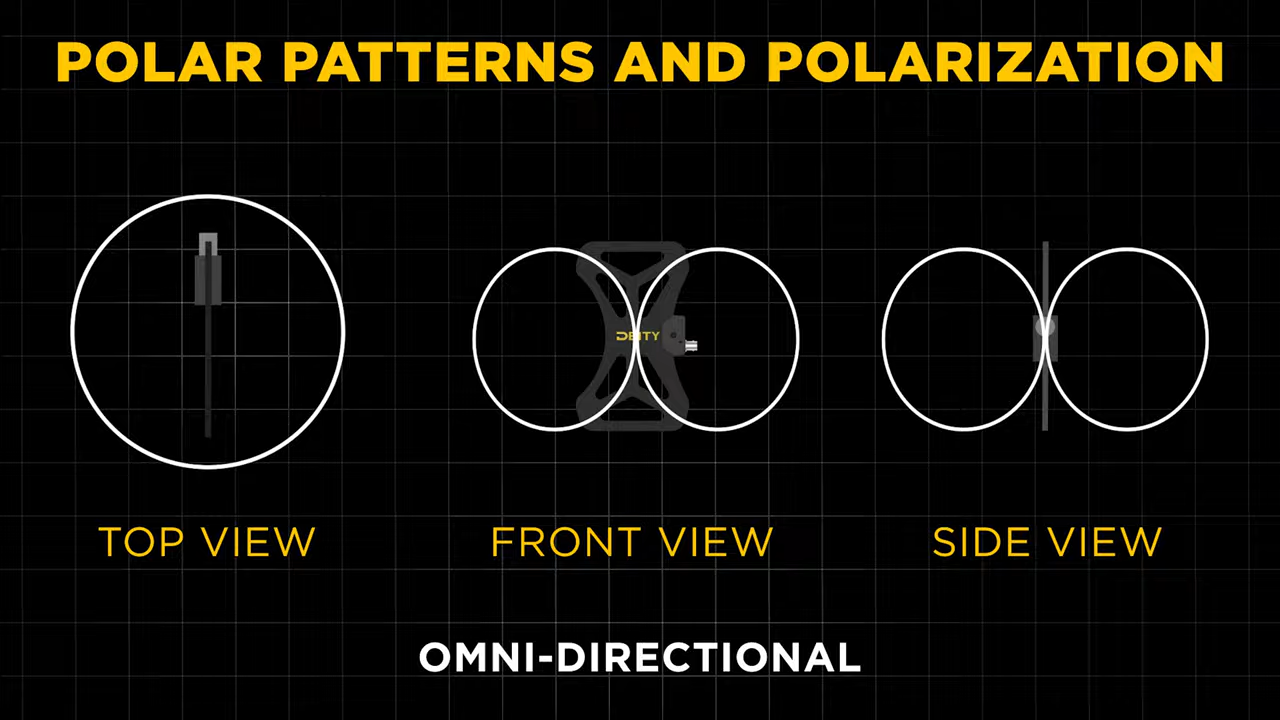 POLAR PATTERNS AND POLARIZATION
DEITY
TOP VIEW
FRONT VIEW
SIDE VIEW
OMNI-DIRECTIONAL